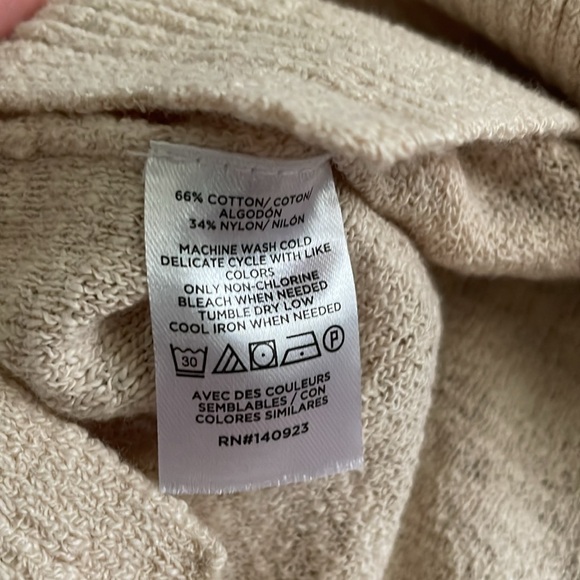 66% COTTON/ COTON/
ALGODÓN
34% NYLON/ NILÓN
MACHINE WASH COLD
DELICATE CYCLE WITH LIKE
COLORS
ONLY NON-CHLORINE
BLEACH WHEN NEEDED
TUMBLE DRY LOW
COOL IRON WHEN NEEDED
30 P
AVEC DES COULEURS
SEMBLABLES / CON
COLORES SIMILARES
RN#140923